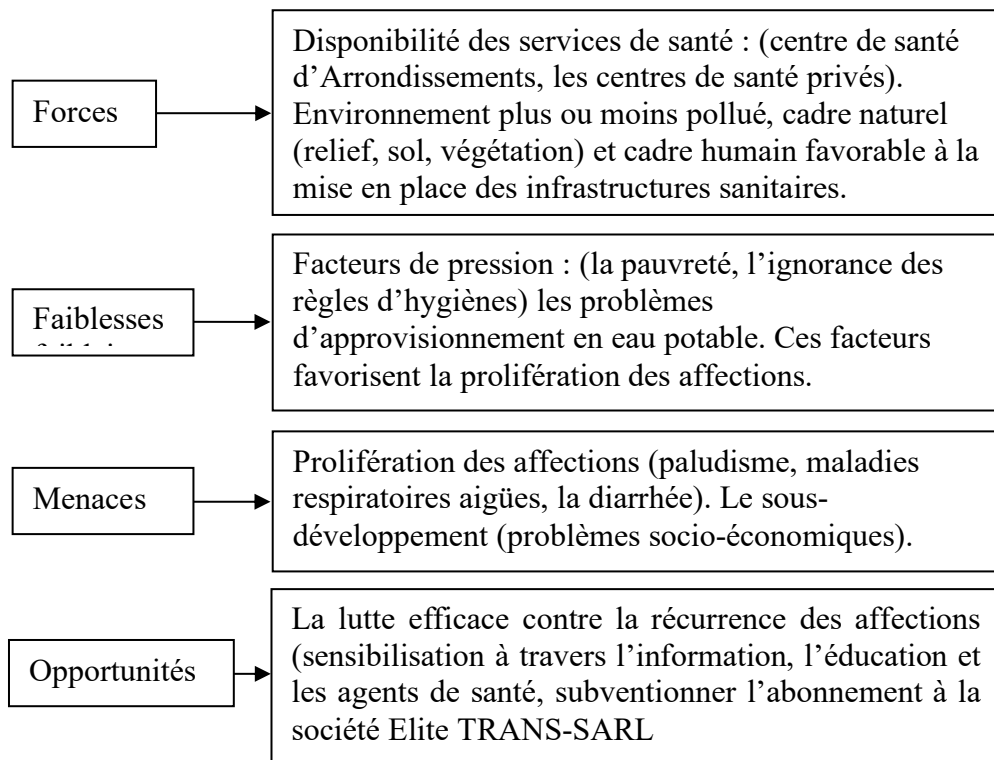 Forces
Disponibilité des services de santé : (centre de santé
d’Arrondissements, les centres de santé privés).
Environnement plus ou moins pollué, cadre naturel
(relief, sol, végétation) et cadre humain favorable à la
mise en place des infrastructures sanitaires.
Faiblesses
Facteurs de pression : (la pauvreté, l’ignorance des
règles d’hygiènes) les problèmes
d’approvisionnement en eau potable. Ces facteurs
favorisent la prolifération des affections.
Menaces
Prolifération des affections (paludisme, maladies
respiratoires aigües, la diarrhée). Le sous-
développement (problèmes socio-économiques).
Opportunités
La lutte efficace contre la récurrence des affections
(sensibilisation à travers l’information, l’éducation et
les agents de santé, subventionner l’abonnement à la
société Elite TRANS-SARL